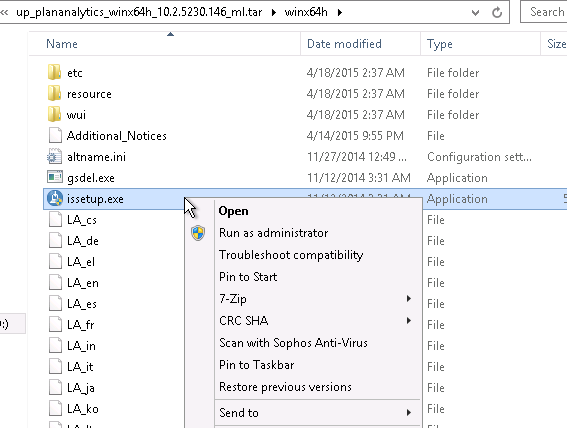 up_plananalytics_winx64h_10.2.5230.146_ml.tar winx64h Search
Name Date modified Type Size
etc 4/18/2015 2:37 AM File folder
resource 4/18/2015 2:37 AM File folder
wui 4/18/2015 2:37 AM File folder
Additional_Notices 4/14/2015 9:55 PM File
altname.ini 11/27/2014 12:49 ... Configuration sett...
gsdel.exe 11/12/2014 3:31 AM Application
issetup.exe 11/12/2014 3:31 AM Application 5
LA_cs File
Open
LA_de File
Run as administrator
LA_el File
Troubleshoot compatibility
LA_en File
Pin to Start
LA_es File
7-Zip
LA_fr File
CRC SHA
LA_in File
Scan with Sophos Anti-Virus
LA_it File
Pin to Taskbar
LA_ja File
Restore previous versions
LA_ko File
Send to
:)